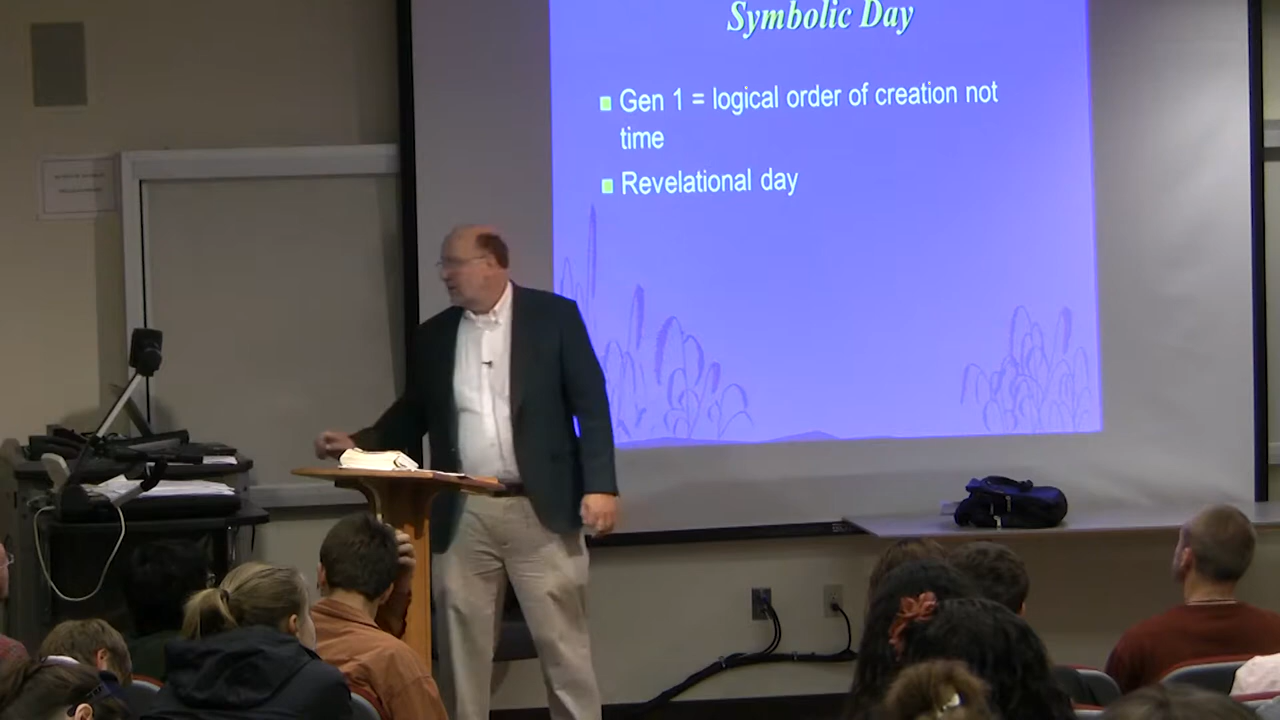 Symbolic Day
Gen 1 = logical order of creation not
time
Revelational day